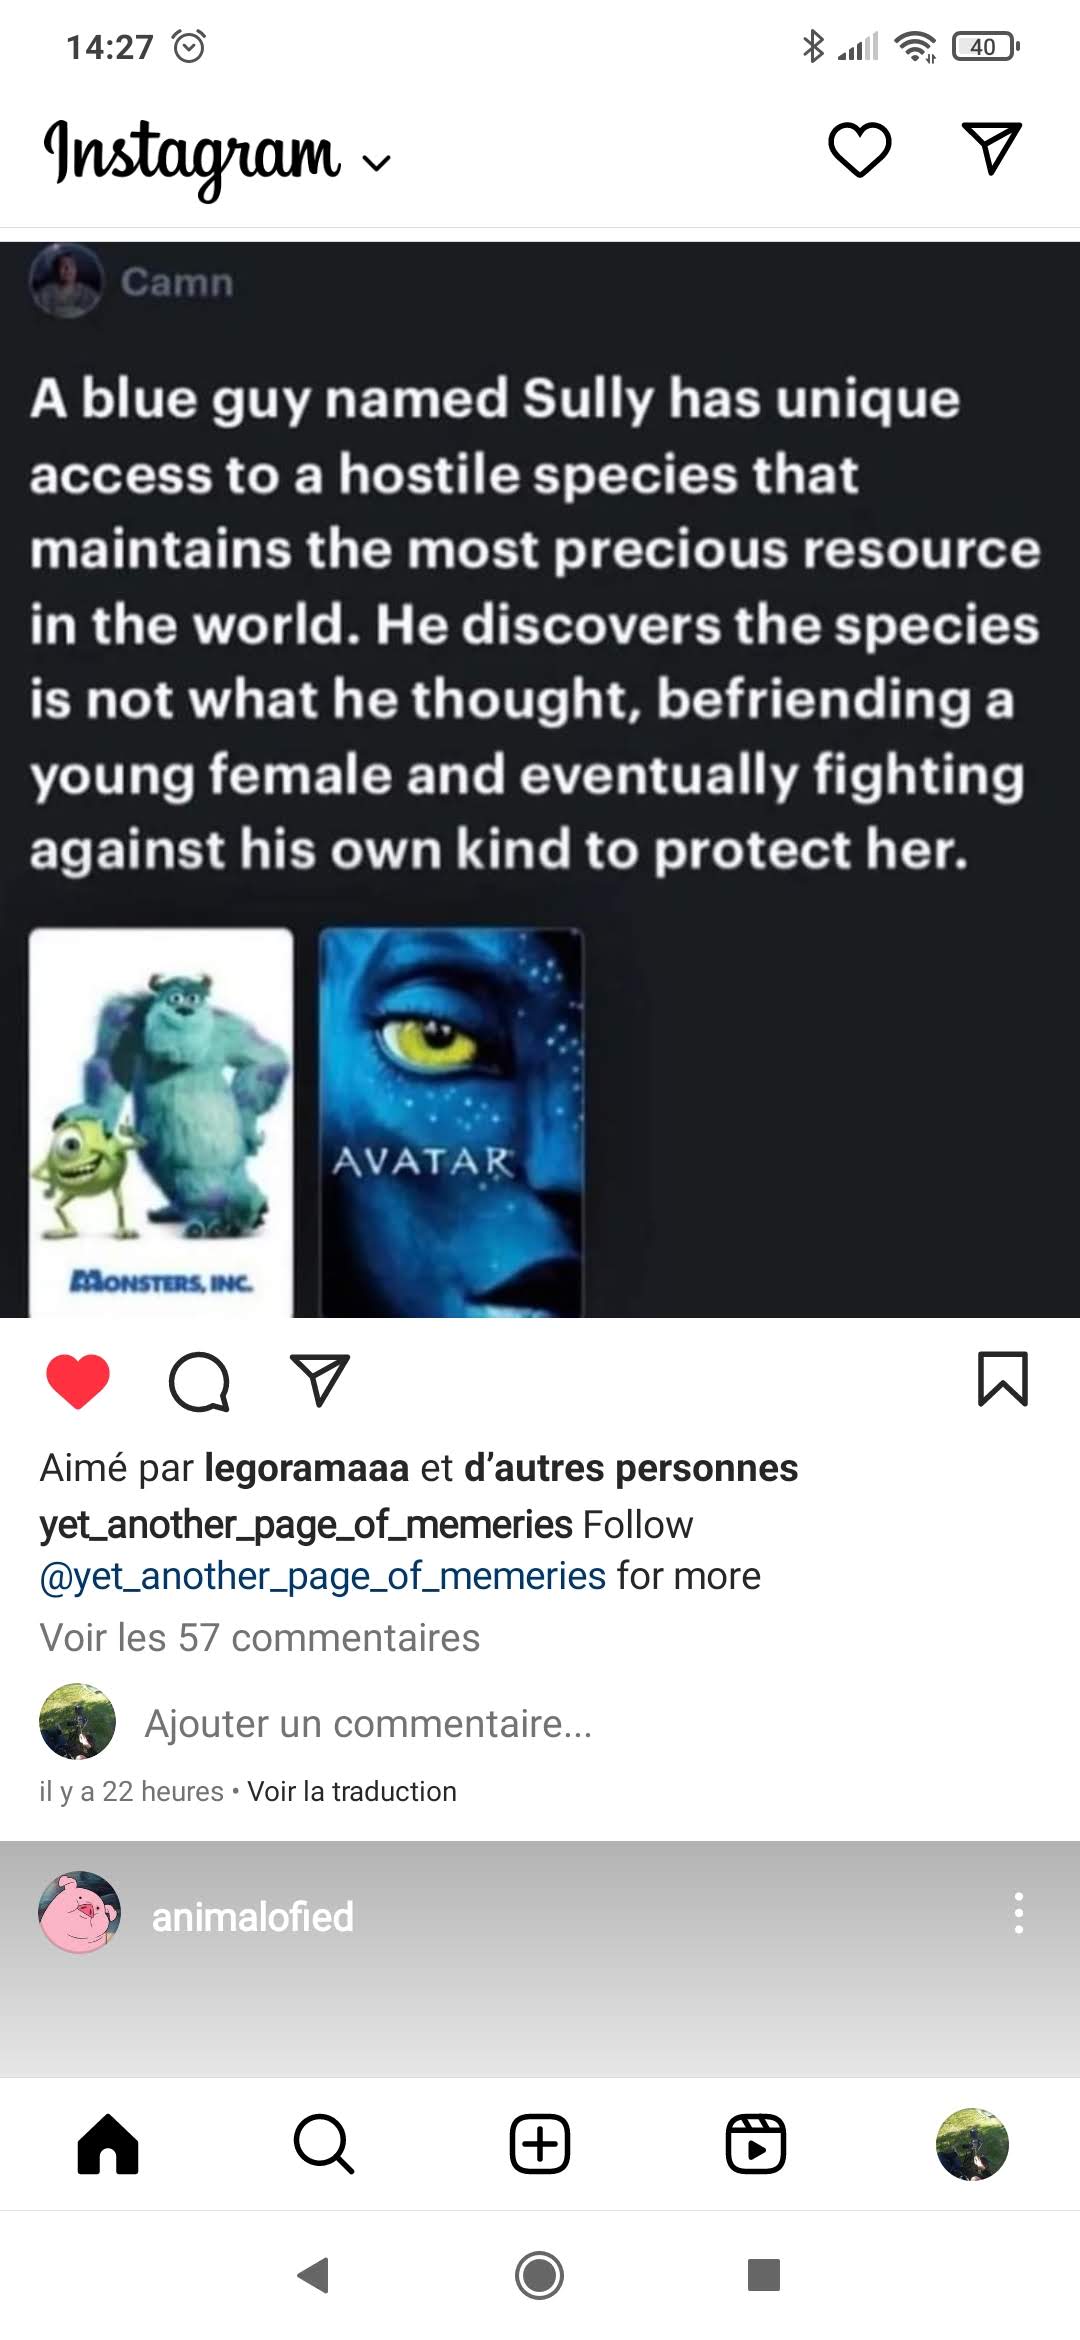 14:27
40
Instagram
Camn
A blue guy named Sully has unique
access to a hostile species that
maintains the most precious resource
in the world. He discovers the species
is not what he thought, befriending a
young female and eventually fighting
against his own kind to protect her.
MONSTERS, INC.
AVATAR
Aimé par legoramaaa et d’autres personnes
yet_another_page_of_memeries Follow
@yet_another_page_of_memeries for more
Voir les 57 commentaires
Ajouter un commentaire...
il y a 22 heures • Voir la traduction
animalofied